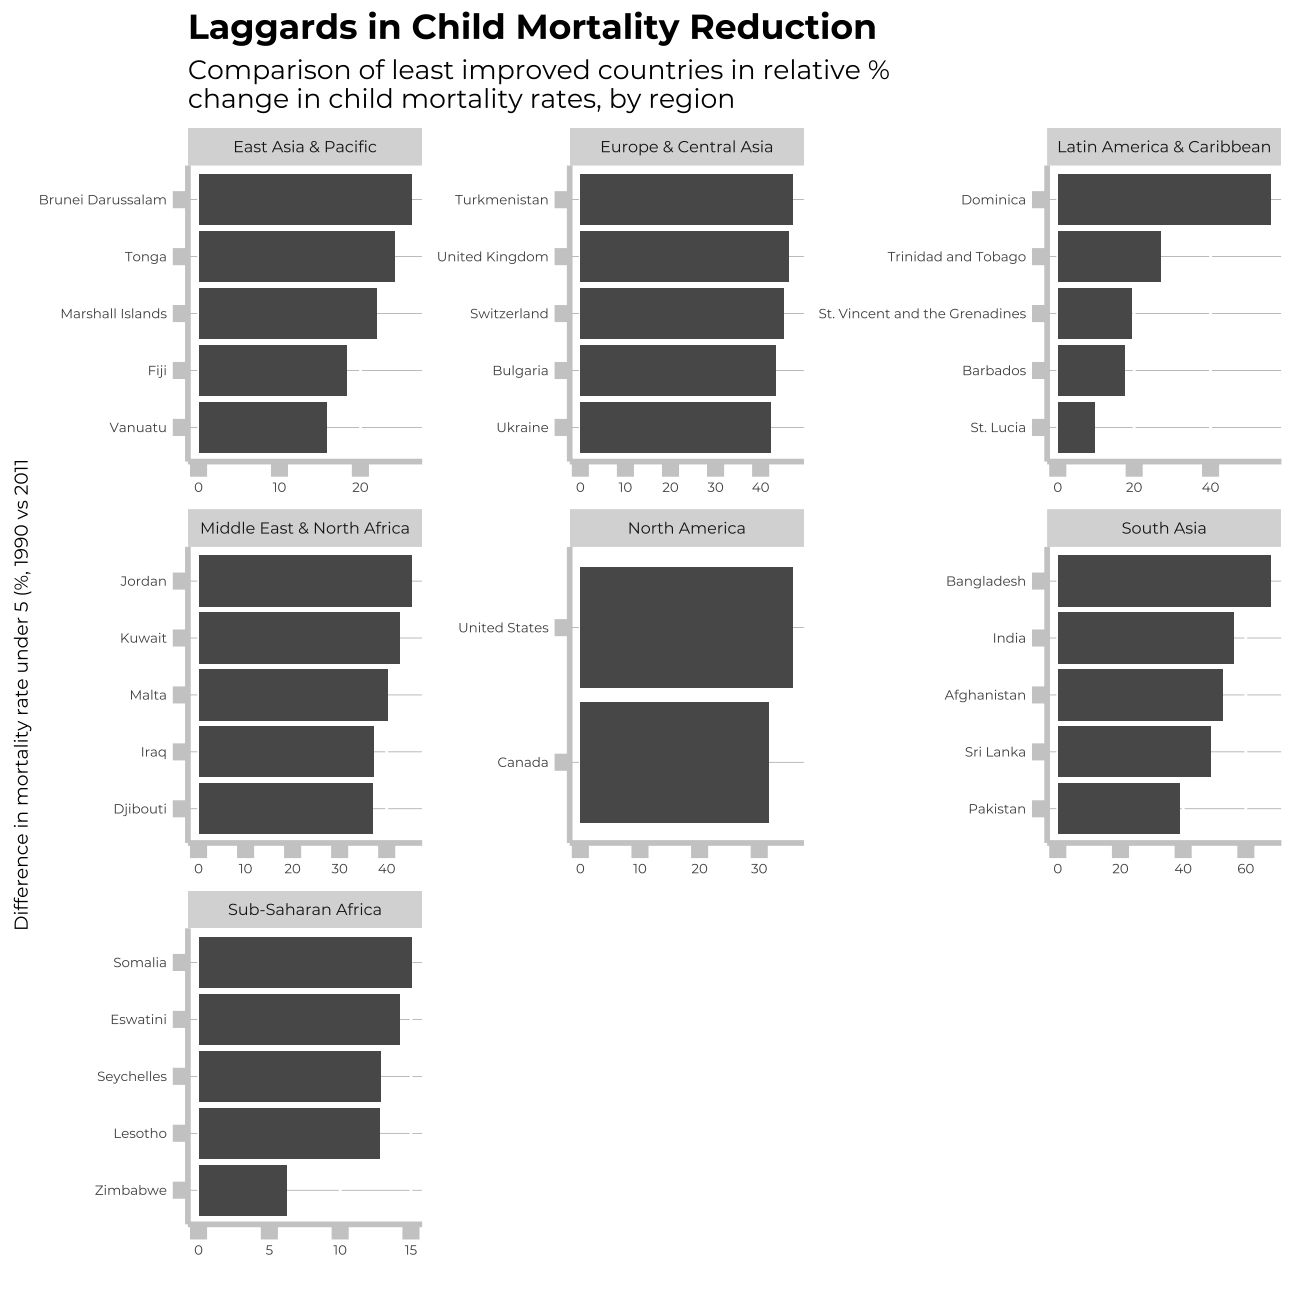 Laggards in Child Mortality Reduction
Comparison of least improved countries in relative %
change in child mortality rates, by region
Difference in mortality rate under 5 (%, 1990 vs 2011
East Asia & Pacific
Brunei Darussalam
Tonga
Marshall Islands
Fiji
Vanuatu
0 10 20
Europe & Central Asia
Turkmenistan
United Kingdom
Switzerland
Bulgaria
Ukraine
0 10 20 30 40
Latin America & Caribbean
Dominica
Trinidad and Tobago
St. Vincent and the Grenadines
Barbados
St. Lucia
0 20 40
Middle East & North Africa
Jordan
Kuwait
Malta
Iraq
Djibouti
0 10 20 30 40
North America
United States
Canada
0 10 20 30
South Asia
Bangladesh
India
Afghanistan
Sri Lanka
Pakistan
0 20 40 60
Sub-Saharan Africa
Somalia
Eswatini
Seychelles
Lesotho
Zimbabwe
0 5 10 15